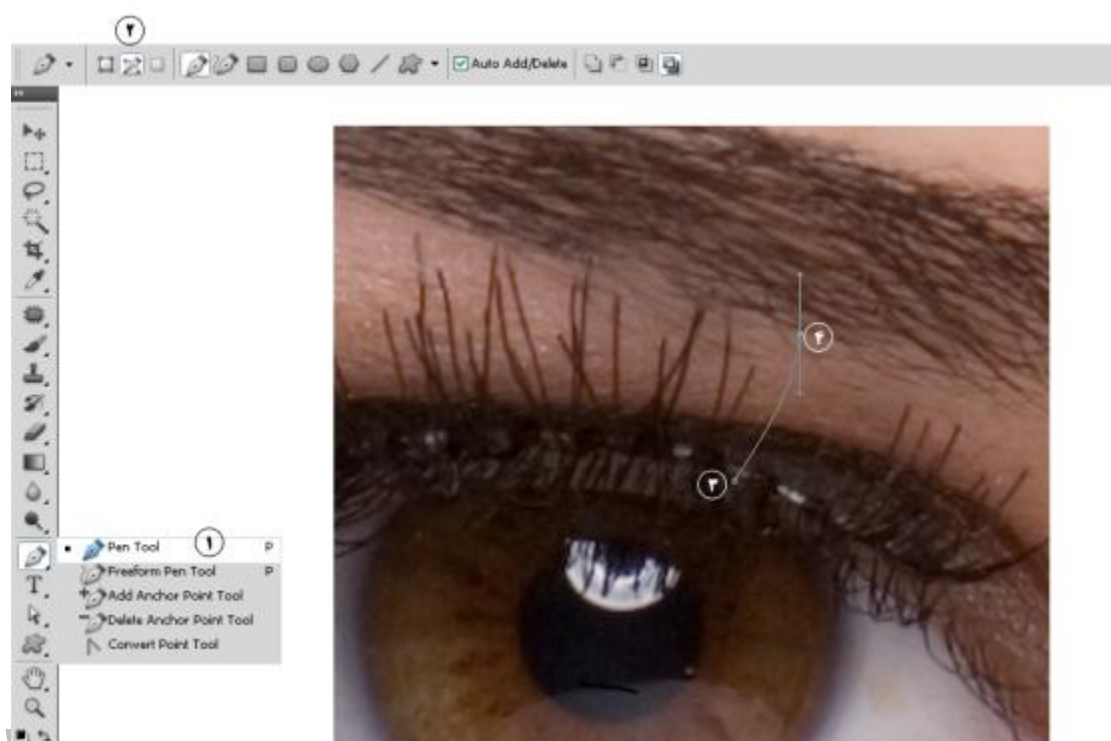 ۲
Auto Add/Delete
۴
۳
۱
Pen Tool P
Freeform Pen Tool P
Add Anchor Point Tool
Delete Anchor Point Tool
Convert Point Tool
T